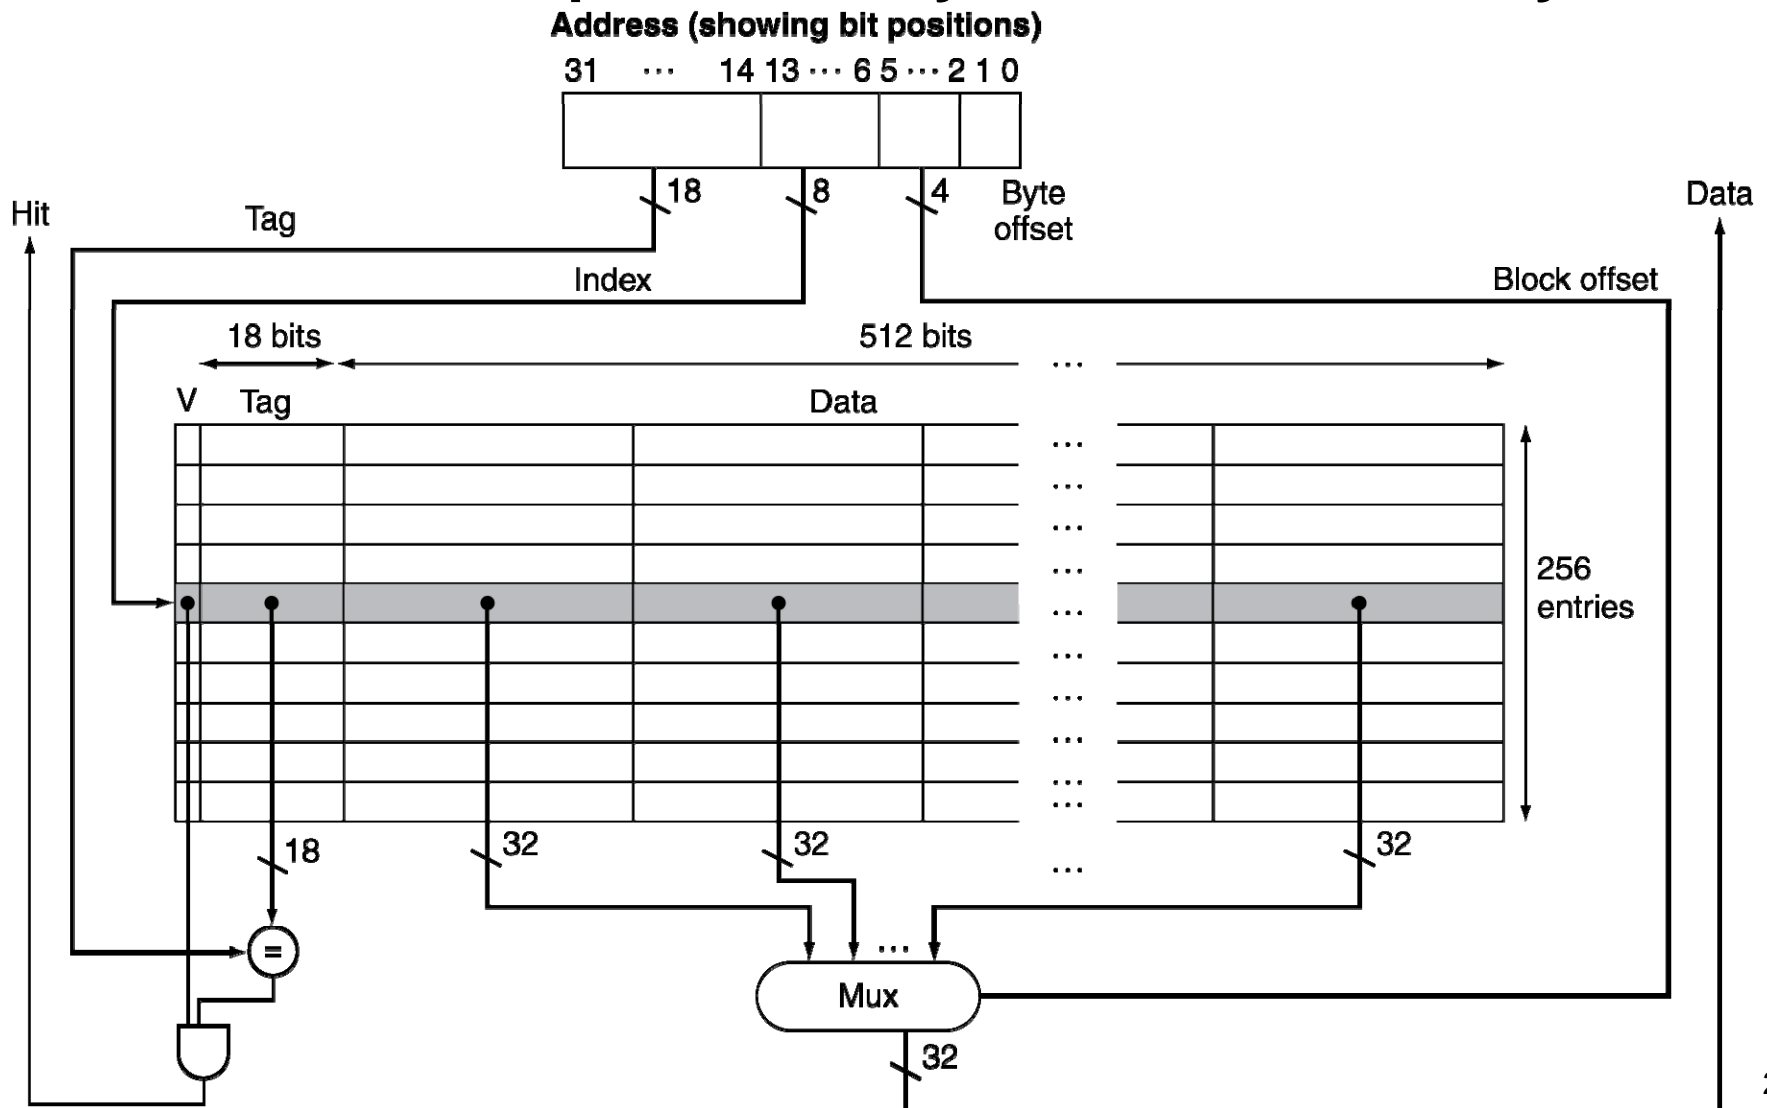 Address (showing bit positions)
31 ... 14 13 ... 6 5 ... 2 1 0
18 8 4 Byte
offset
Hit
Tag
Data
Index
Block offset
18 bits
512 bits
...
V
Tag
Data
...
...
...
...
...
...
...
...
...
...
256
entries
18
32
32
...
32
=
...
Mux
32